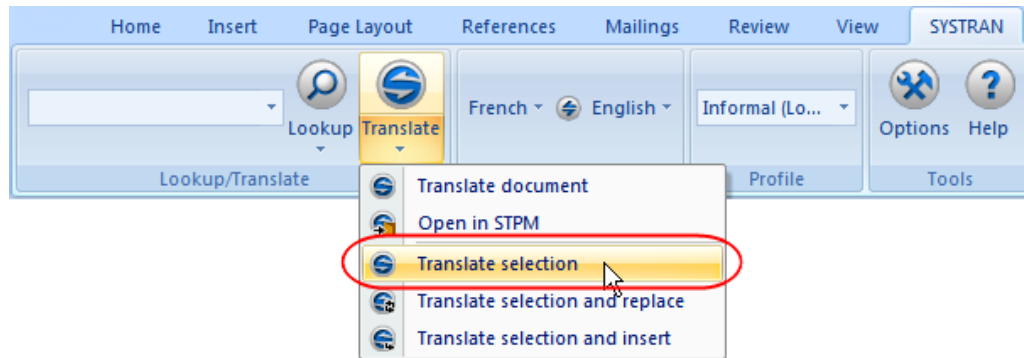 Home Insert Page Layout References Mailings Review View SYSTRAN
Lookup Translate French English Informal (Lo... Options Help
Lookup/Translate Profile Tools
Translate document
Open in STPM
Translate selection
Translate selection and replace
Translate selection and insert